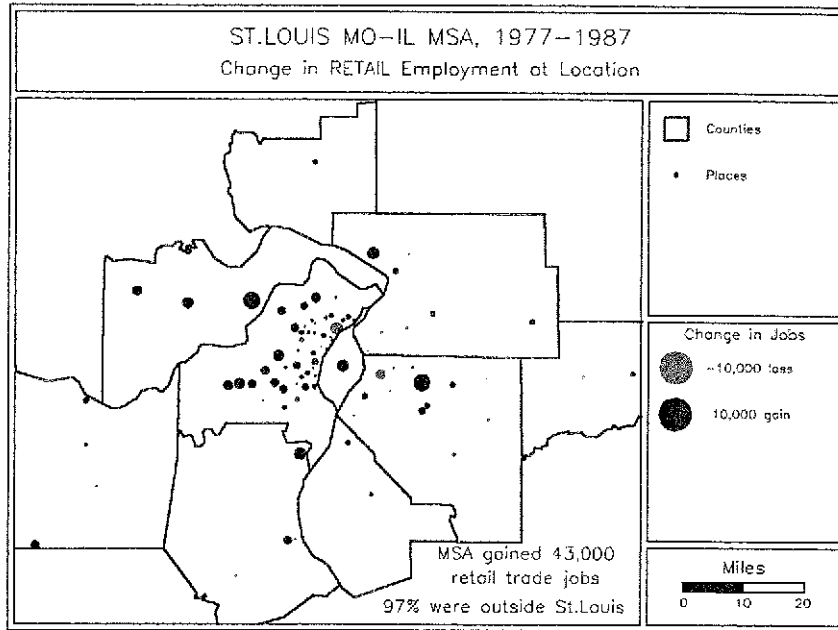 ST.LOUIS MO-IL MSA, 1977-1987
Change in RETAIL Employment at Location
Counties
Places
Change in Jobs
-10,000 loss
10,000 gain
MSA gained 43,000
retail trade jobs
97% were outside St.Louis
Miles
0 10 20